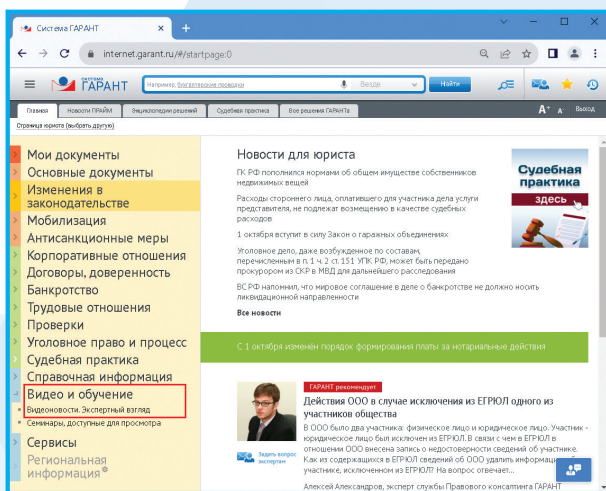 Система ГАРАНТ
internet.garant.ru/#/startpage:0
система
ГАРАНТ
Например, бухгалтерские проводки
Везде
Найти
Главная
Новости ПРАЙМ
Энциклопедия решений
Судебная практика
Все решения ГАРАНТа
А+ А-
Выход
Страница юриста (выбрать другую)
Мои документы
Основные документы
Изменения в
законодательстве
Мобилизация
Антисанкционные меры
Корпоративные отношения
Договоры, доверенность
Банкротство
Трудовые отношения
Проверки
Уголовное право и процесс
Судебная практика
Справочная информация
Видео и обучение
Видеоновости. Экспертный взгляд
Семинары, доступные для просмотра
Сервисы
Региональная
информация
Новости для юриста
ГК РФ пополнился нормами об общем имуществе собственников
недвижимых вещей
Расходы стороннего лица, оплатившего для участника дела услуги
представителя, не подлежат возмещению в качестве судебных
расходов
1 октября вступит в силу Закон о гаражных объединениях
Уголовное дело, даже возбужденное по составам,
перечисленным в п. 1 ч. 2 ст. 151 УПК РФ, может быть передано
прокурором из СКР в МВД для дальнейшего расследования
ВС РФ напомнил, что мировое соглашение в деле о банкротстве не должно носить
ликвидационной направленности
Все новости
Судебная
практика
здесь
С 1 октября изменён порядок формирования платы за нотариальные действия
ГАРАНТ рекомендует
Действия ООО в случае исключения из ЕГРЮЛ одного из
участников общества
В ООО было два участника: физическое лицо и юридическое лицо. Участник -
юридическое лицо был исключен из ЕГРЮЛ. В связи с чем в ЕГРЮЛ в
отношении ООО внесена запись о недостоверности сведений об участнике.
Как из содержащихся в ЕГРЮЛ сведений об ООО удалить информацию об
участнике, исключенном из ЕГРЮЛ? На вопрос отвечает...
Задать вопрос
экспертам
Алексей Александров, эксперт службы Правового консалтинга ГАРАНТ